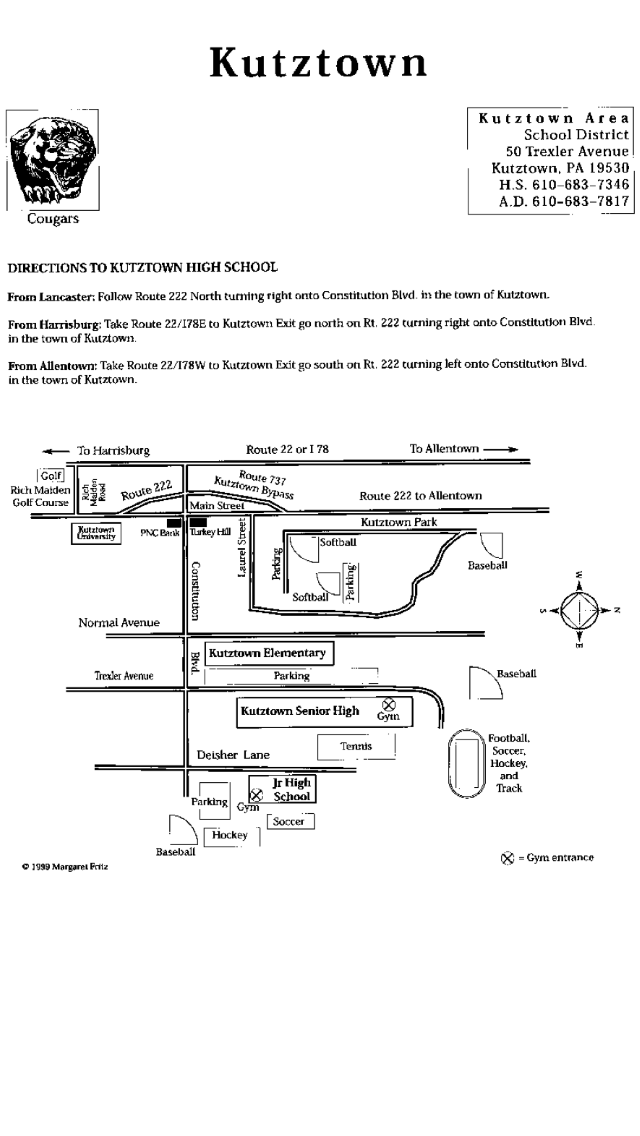 Kutztown
Cougars
Kutztown Area
School District
50 Trexler Avenue
Kutztown, PA 19530
H.S. 610-683-7346
A.D. 610-683-7817
DIRECTIONS TO KUTZTOWN HIGH SCHOOL
From Lancaster: Follow Route 222 North turning right onto Constitution Blvd. in the town of Kutztown.
From Harrisburg: Take Route 22/I78E to Kutztown Exit go north on Rt. 222 turning right onto Constitution Blvd.
in the town of Kutztown.
From Allentown: Take Route 22/I78W to Kutztown Exit go south on Rt. 222 turning left onto Constitution Blvd.
in the town of Kutztown.
To Harrisburg
Route 22 or I 78
To Allentown
Golf
Rich Maiden
Golf Course
Rich
Maiden
Road
Route 222
Route 737
Kutztown Bypass
Main Street
Route 222 to Allentown
Kutztown
University
PNC Bank
Turkey Hill
Laurel Street
Kutztown Park
Parking
Softball
Softball
Parking
Baseball
Constitution
Blvd.
W
S
N
E
Normal Avenue
Kutztown Elementary
Trexler Avenue
Parking
Baseball
Kutztown Senior High
Gym
Tennis
Football,
Soccer,
Hockey,
and
Track
Deisher Lane
Jr High
School
Parking
Gym
Soccer
Hockey
Baseball
= Gym entrance
© 1999 Margaret Fritz